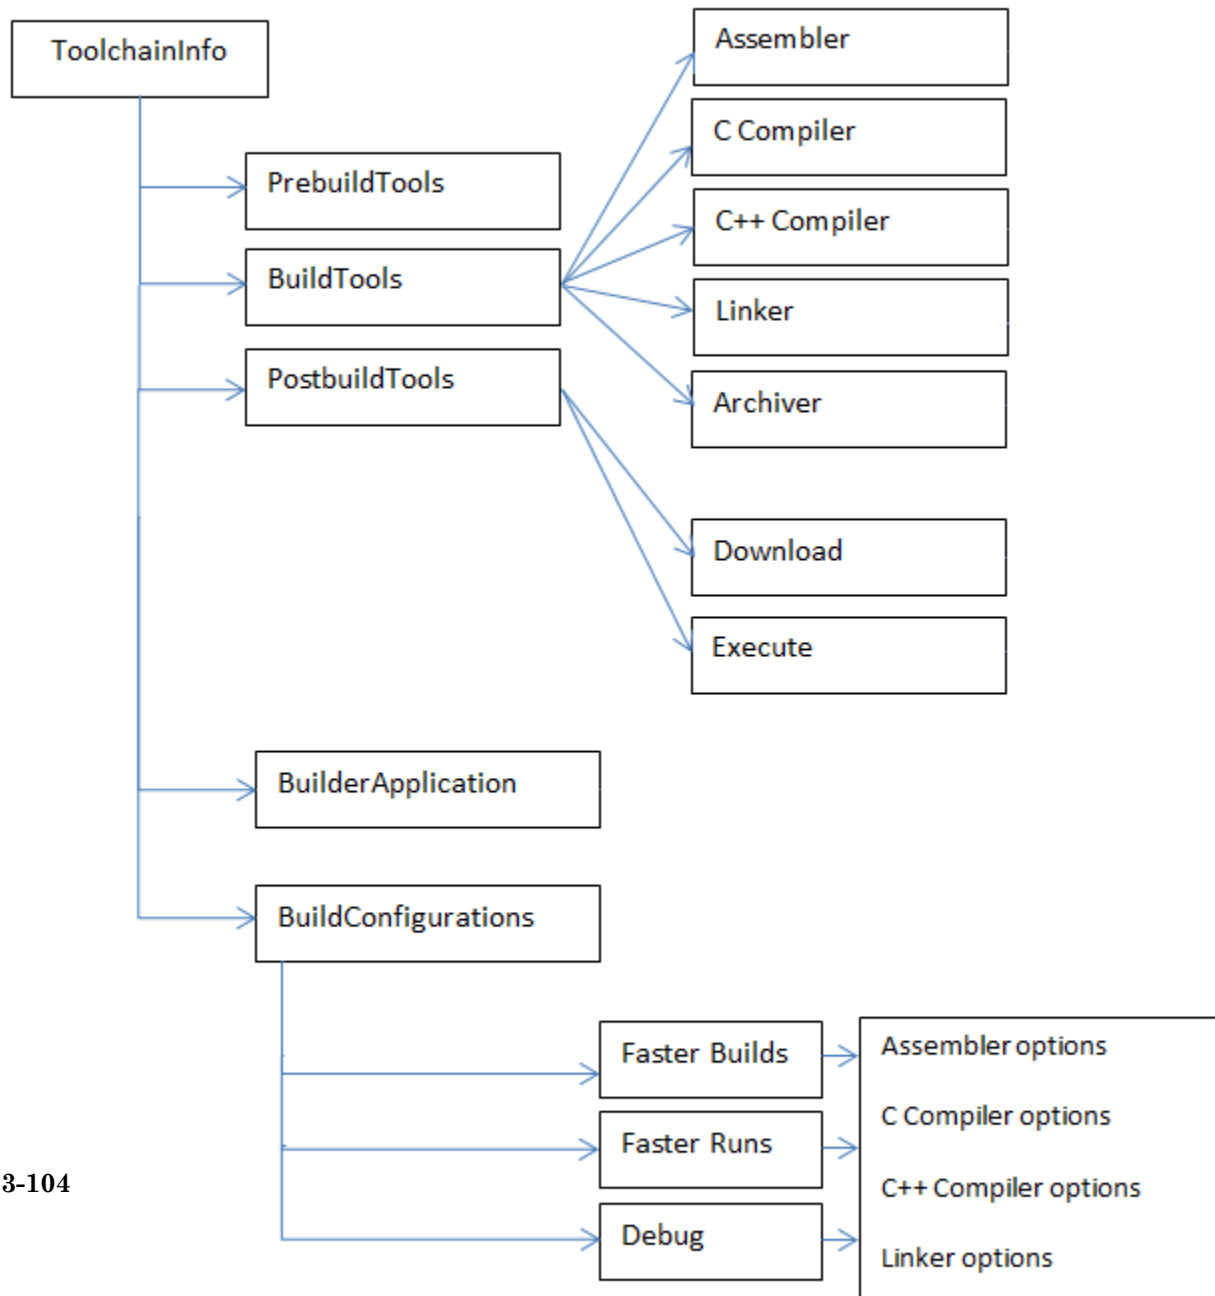 ToolchainInfo
Assembler
C Compiler
PrebuildTools
C++ Compiler
BuildTools
Linker
PostbuildTools
Archiver
Download
Execute
BuilderApplication
BuildConfigurations
Faster Builds
Assembler options
C Compiler options
Faster Runs
3-104
C++ Compiler options
Debug
Linker options